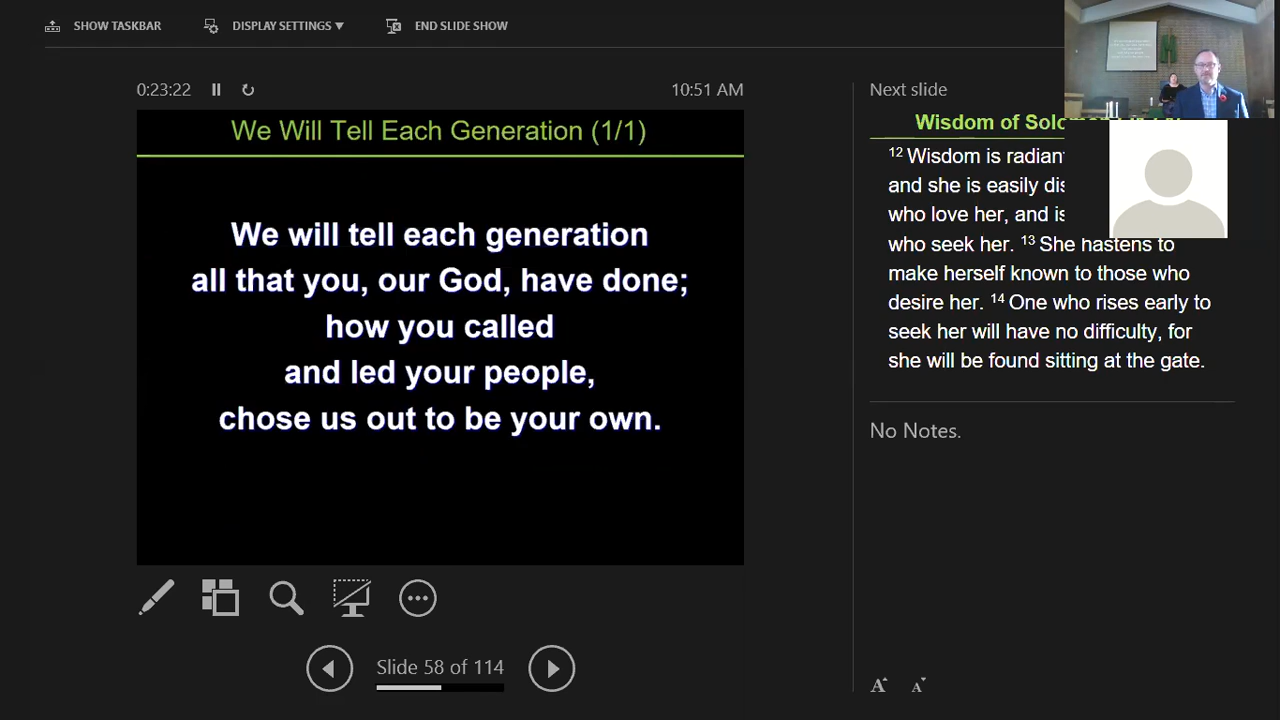 SHOW TASKBAR DISPLAY SETTINGS ▼ END SLIDE SHOW
0:23:22 10:51 AM
We Will Tell Each Generation (1/1)
We will tell each generation
all that you, our God, have done;
how you called
and led your people,
chose us out to be your own.
Slide 58 of 114
Next slide
Wisdom of
12 Wisdom is
and she is easily
who love her, and
who seek her. 13 She hastens to
make herself known to those who
desire her. 14 One who rises early to
seek her will have no difficulty, for
she will be found sitting at the gate.
No Notes.
A A